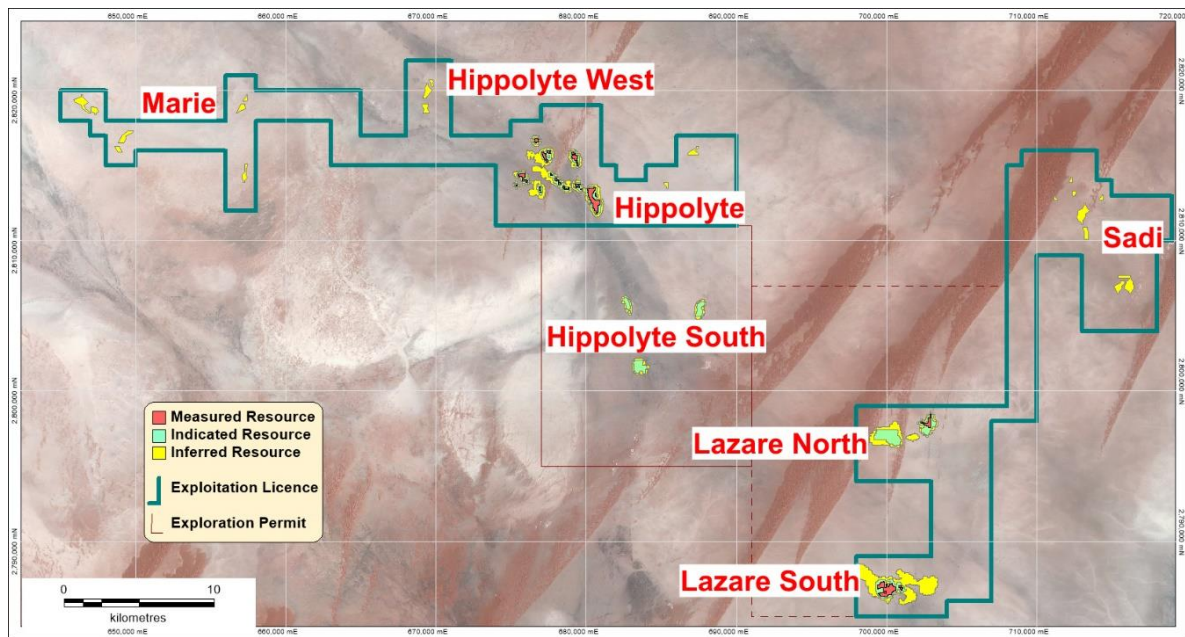 650,000 mE
660,000 mE
670,000 mE
680,000 mE
690,000 mE
700,000 mE
710,000 mE
720,000
2,820,000 mN
2,820,000 mN
Hippolyte West
Marie
Hippolyte
Sadi
2,810,000 mN
2,810,000 mN
Hippolyte South
2,800,000 mN
2,800,000 mN
Measured Resource
Indicated Resource
Inferred Resource
Exploitation Licence
Exploration Permit
Lazare North
2,790,000 mN
2,790,000 mN
Lazare South
0
10
kilometres
650,000 mE
660,000 mE
670,000 mE
680,000 mE
690,000 mE
700,000 mE
710,000 mE